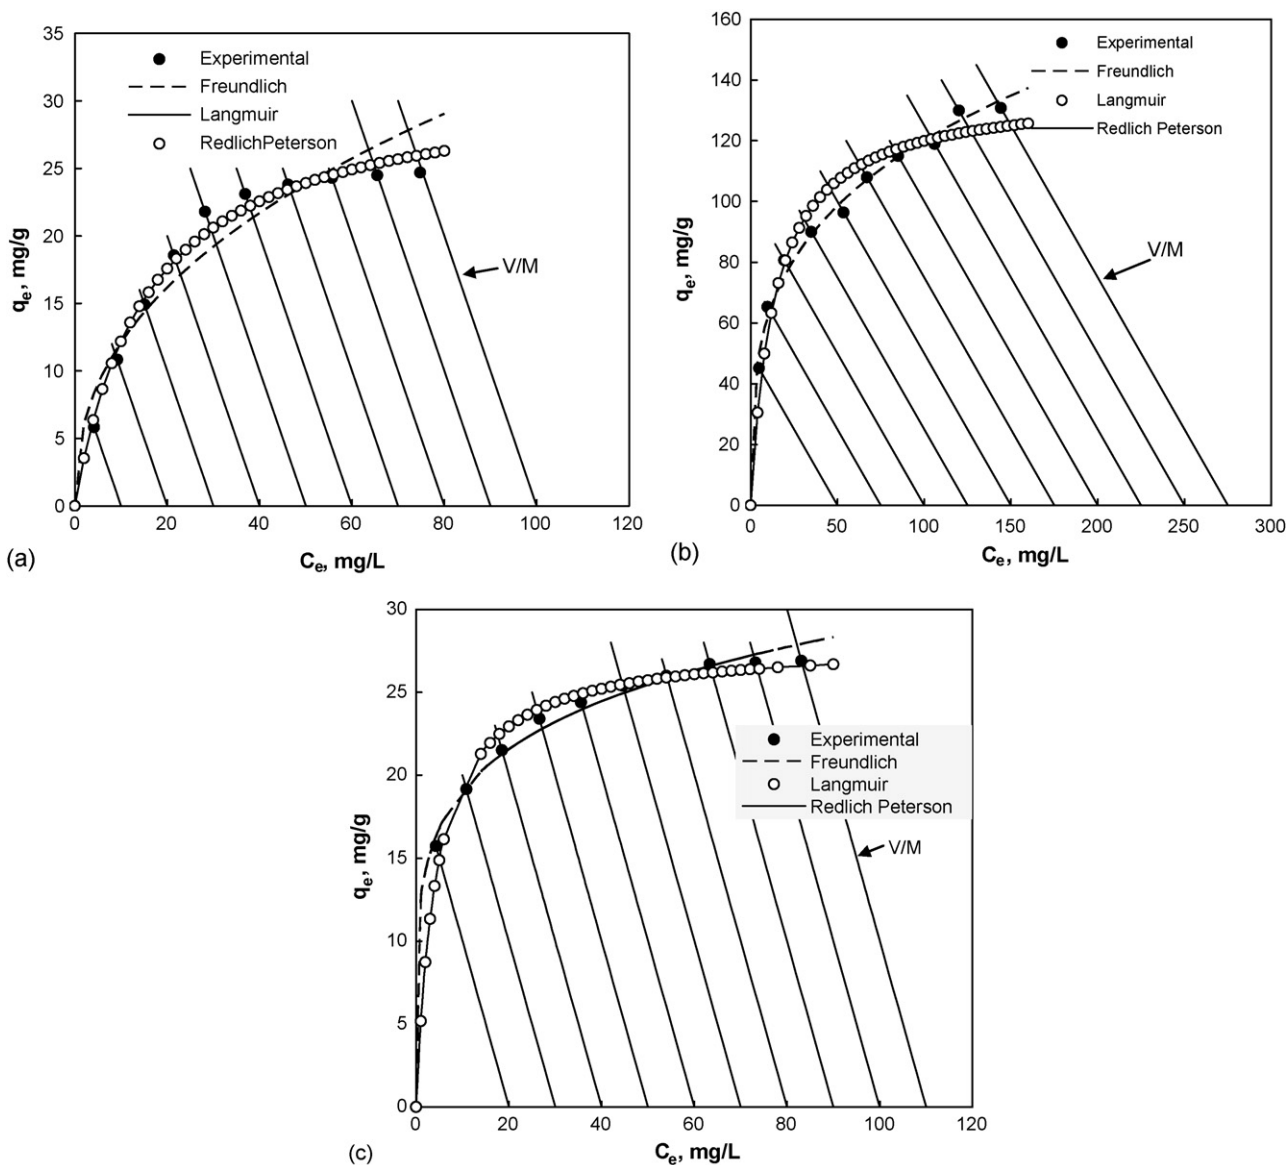 35
30
25
20
15
10
5
0
qe, mg/g
Experimental
Freundlich
Langmuir
RedlichPeterson
V/M
0 20 40 60 80 100 120
Ce, mg/L
(a)
160
140
120
100
80
60
40
20
0
qe, mg/g
Experimental
Freundlich
Langmuir
Redlich Peterson
V/M
0 50 100 150 200 250 300
Ce, mg/L
(b)
30
25
20
15
10
5
0
qe, mg/g
Experimental
Freundlich
Langmuir
Redlich Peterson
V/M
0 20 40 60 80 100 120
Ce, mg/L
(c)